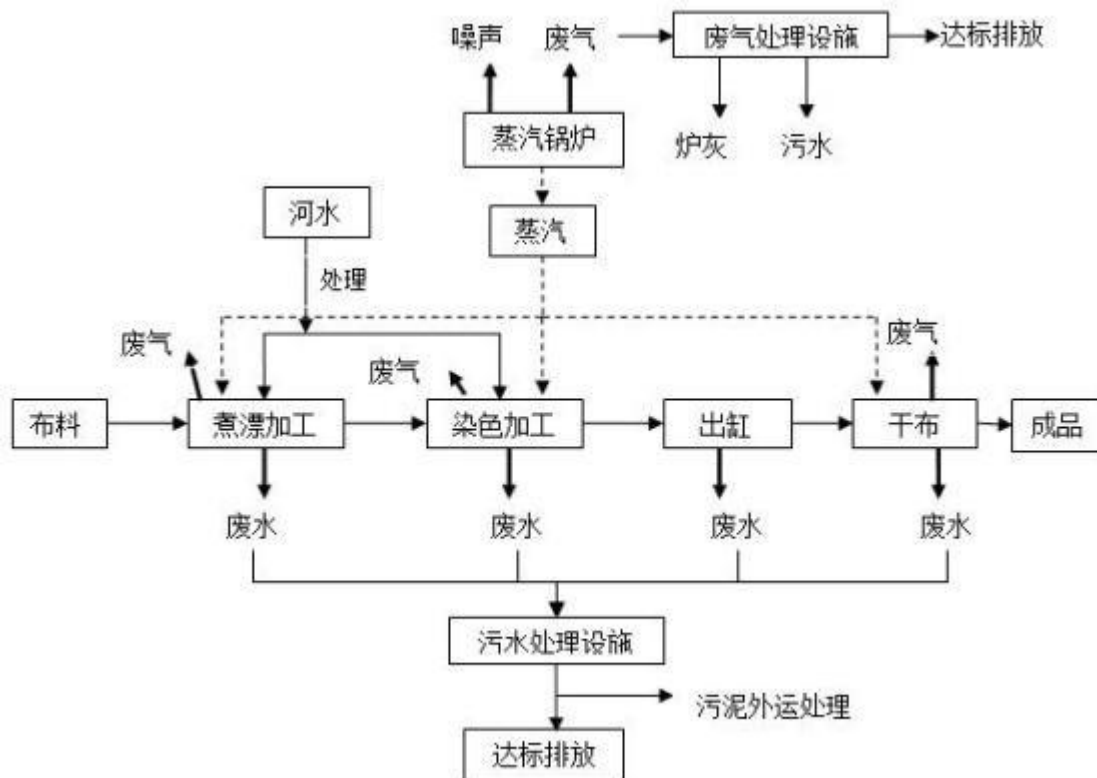 噪声
废气
废气处理设施
达标排放
蒸汽锅炉
炉灰
污水
河水
蒸汽
处理
废气
废气
废气
布料
煮漂加工
染色加工
出缸
干布
成品
废水
废水
废水
废水
污水处理设施
污泥外运处理
达标排放